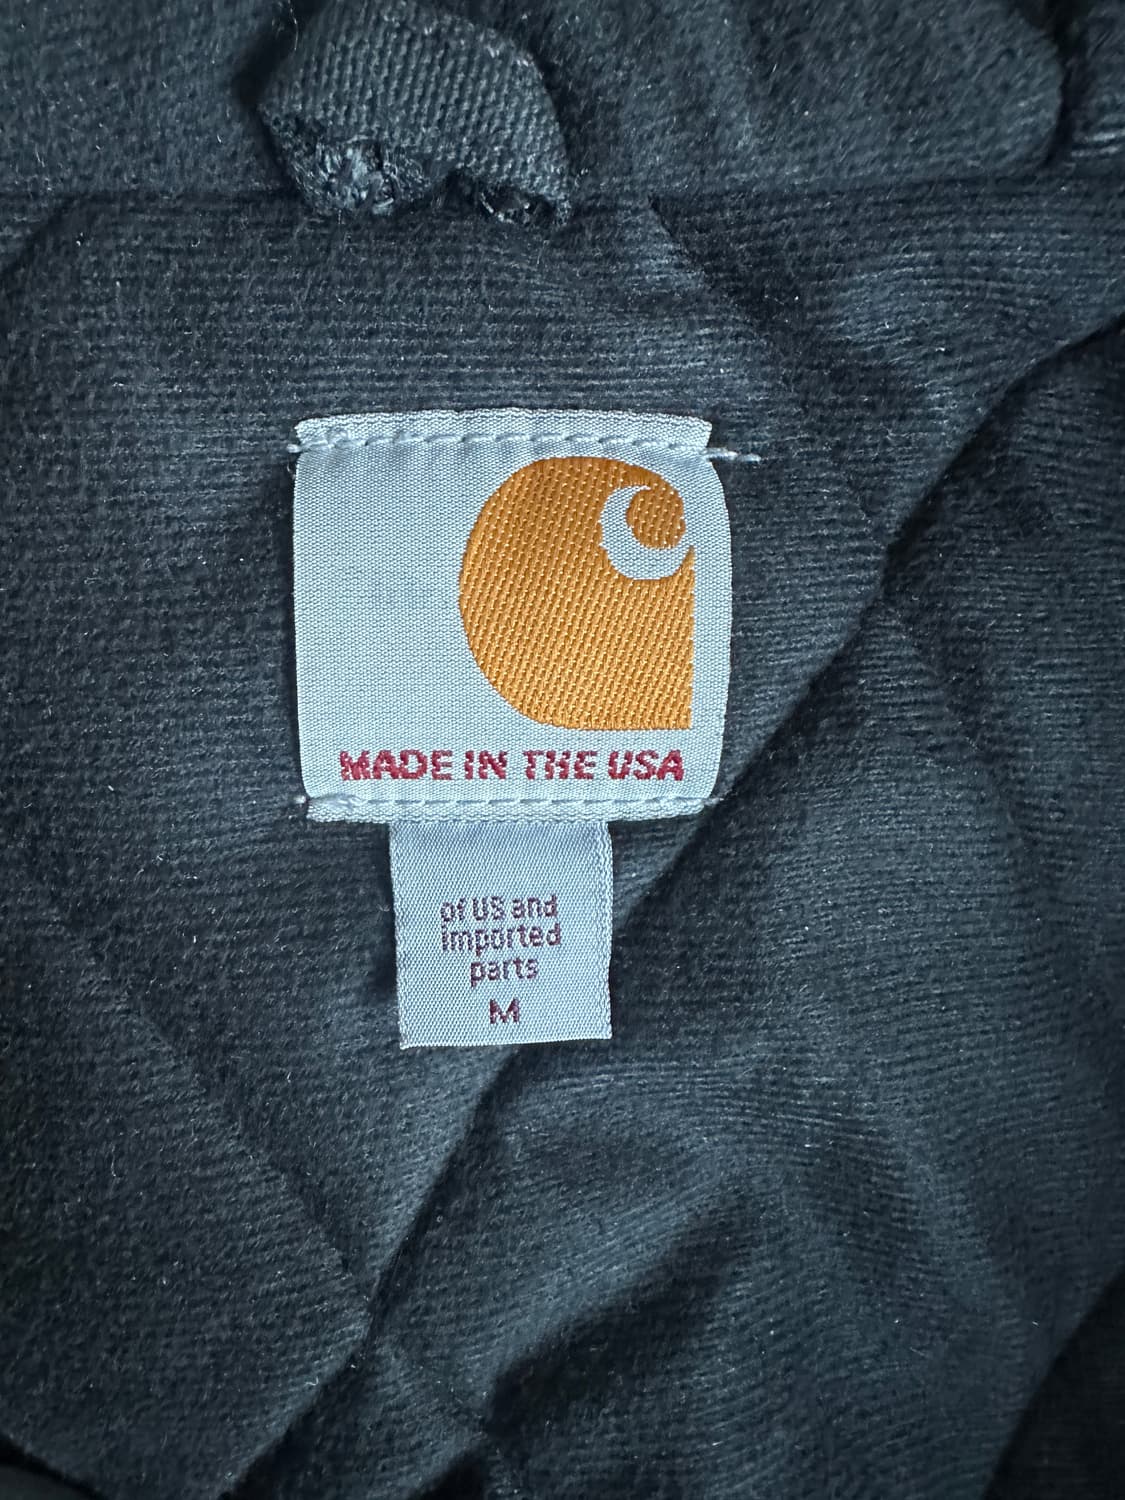 MADE IN THE USA
of US and
imported
parts
M